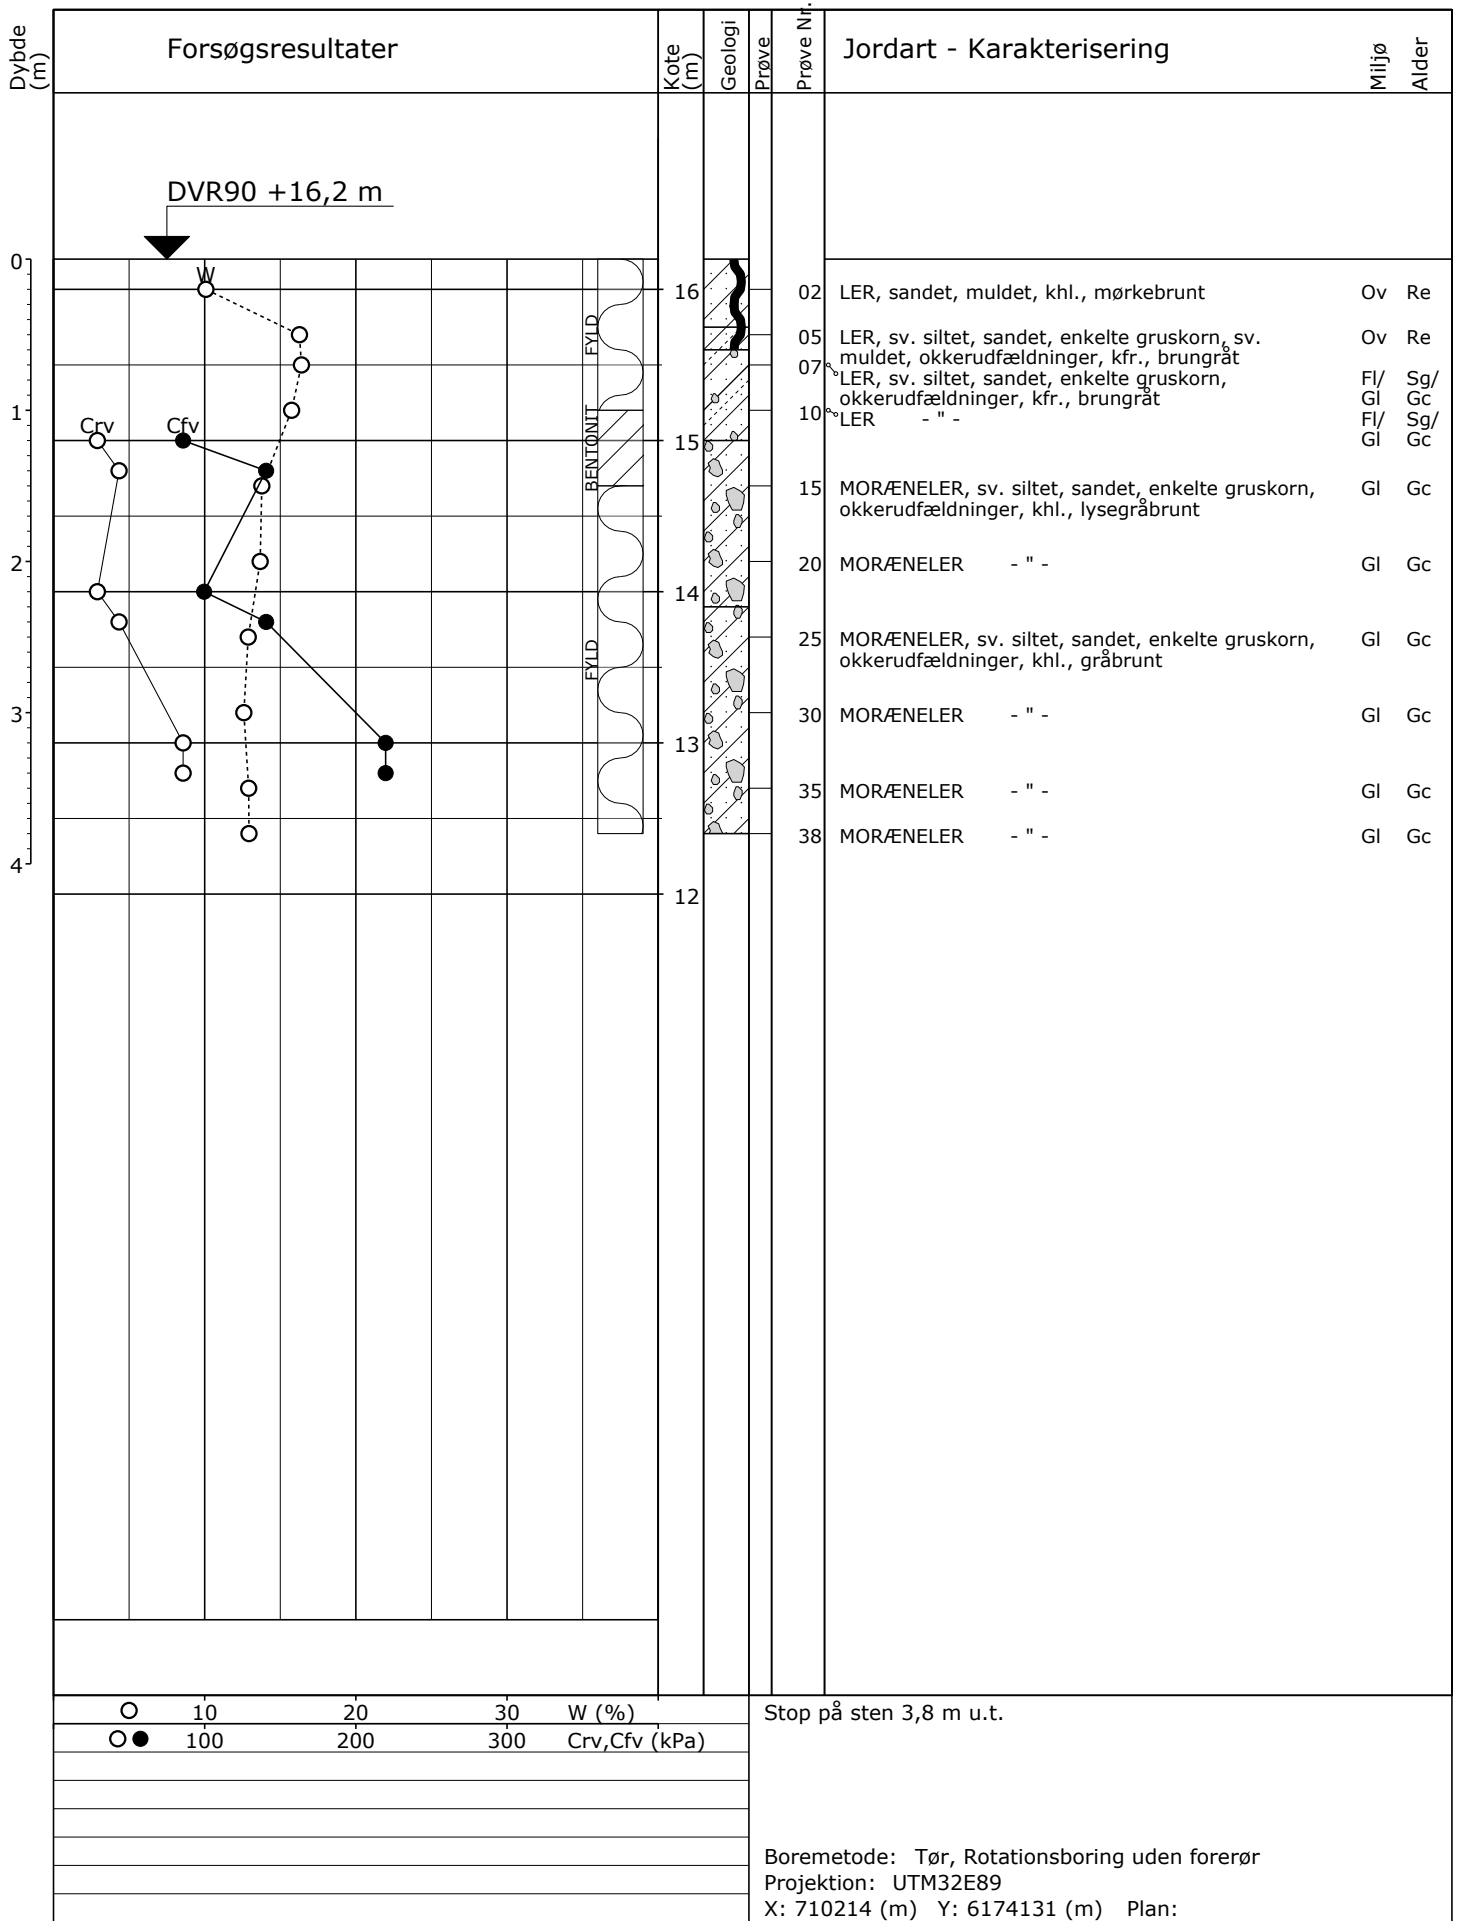 Dybde (m)
Forsøgsresultater
Kote (m)
Geologi
Prøve
Prøve Nr.
Jordart - Karakterisering
Miljø
Alder
DVR90 +16,2 m
0
1
2
3
4
W
Crv
Cfv
FYLD
BENTONIT
FYLD
16
15
14
13
12
02 LER, sandet, muldet, khl., mørkebrunt Ov Re
05 LER, sv. siltet, sandet, enkelte gruskorn, sv. Ov Re
muldet, okkerudfældninger, kfr., brungråt
07 LER, sv. siltet, sandet, enkelte gruskorn, Fl/ Sg/
okkerudfældninger, kfr., brungråt Gl Gc
10 LER - " - Fl/ Sg/
Gl Gc
15 MORÆNELER, sv. siltet, sandet, enkelte gruskorn, Gl Gc
okkerudfældninger, khl., lysegråbrunt
20 MORÆNELER - " - Gl Gc
25 MORÆNELER, sv. siltet, sandet, enkelte gruskorn, Gl Gc
okkerudfældninger, khl., gråbrunt
30 MORÆNELER - " - Gl Gc
35 MORÆNELER - " - Gl Gc
38 MORÆNELER - " - Gl Gc
10 20 30 W (%)
100 200 300 Crv,Cfv (kPa)
Stop på sten 3,8 m u.t.
Boremetode: Tør, Rotationsboring uden forerør
Projektion: UTM32E89
X: 710214 (m) Y: 6174131 (m) Plan: